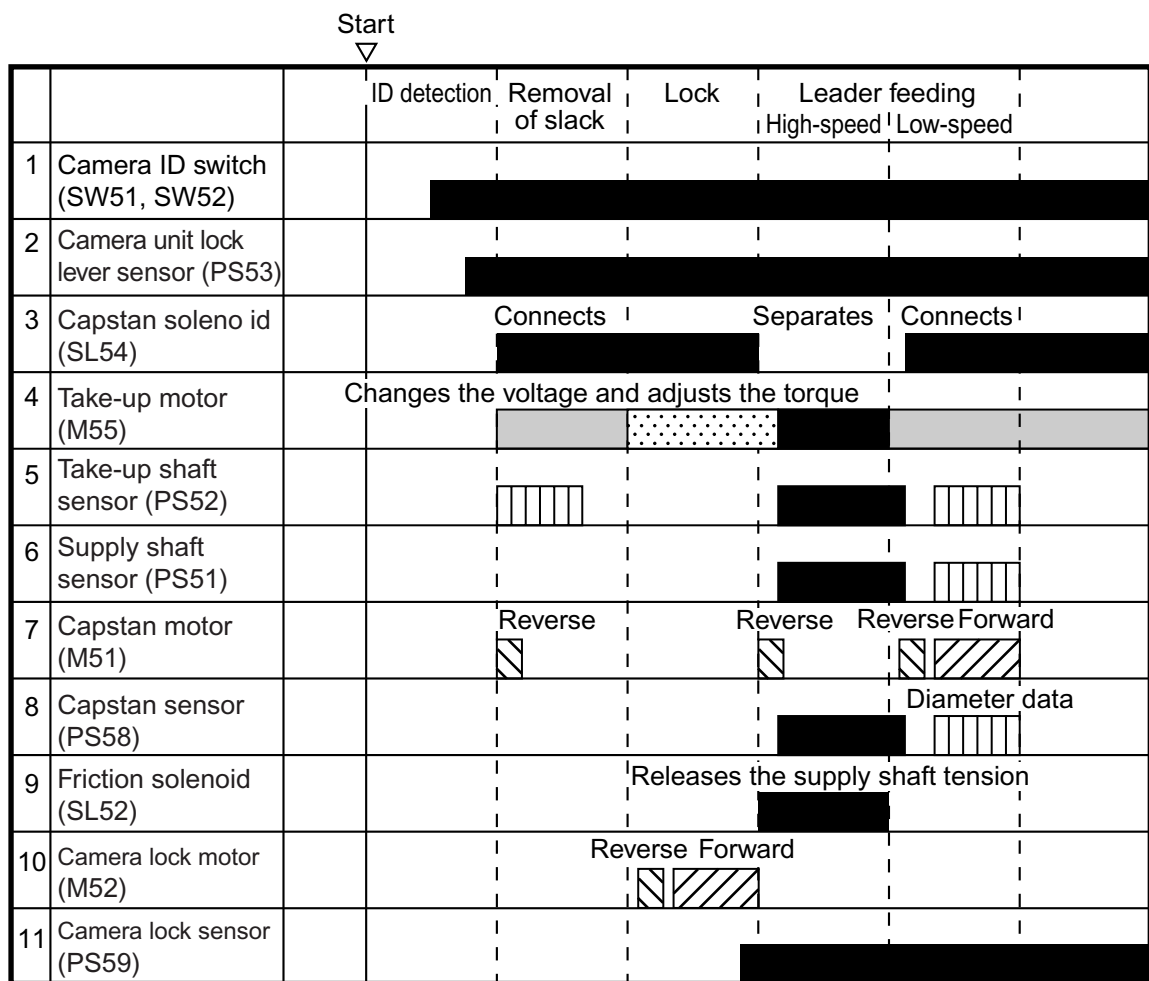 Start
ID detection Removal of slack Lock Leader feeding
High-speed Low-speed
1 Camera ID switch
(SW51, SW52)
2 Camera unit lock
lever sensor (PS53)
3 Capstan soleno id
(SL54)
Connects Separates Connects
4 Take-up motor
(M55)
Changes the voltage and adjusts the torque
5 Take-up shaft
sensor (PS52)
6 Supply shaft
sensor (PS51)
7 Capstan motor
(M51)
Reverse Reverse Reverse Forward
8 Capstan sensor
(PS58)
Diameter data
9 Friction solenoid
(SL52)
Releases the supply shaft tension
10 Camera lock motor
(M52)
Reverse Forward
11 Camera lock sensor
(PS59)